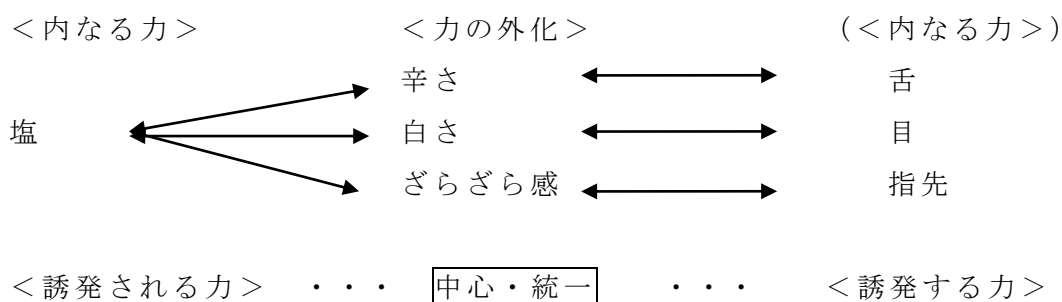 ＜内なる力＞ ＜力の外化＞ (＜内なる力＞)
辛さ 舌
塩 白さ 目
ざらざら感 指先
＜誘発される力＞ ・・・ 中心・統一 ・・・ ＜誘発する力＞